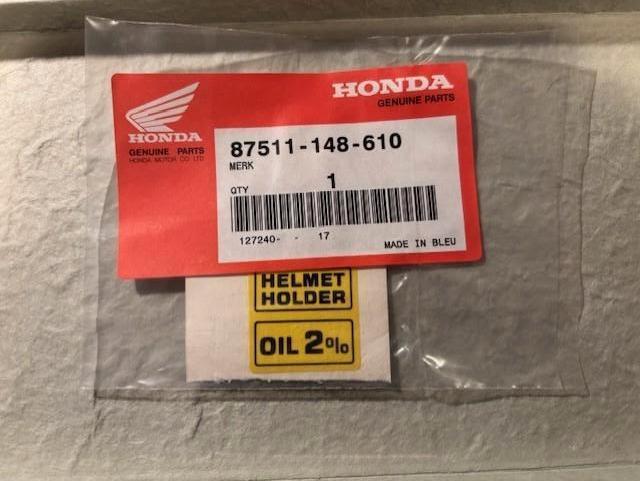 HONDA
GENUINE PARTS
HONDA
GENUINE PARTS
HONDA MOTOR CO LTD
87511-148-610
MERK
QTY 1
127240- - 17
MADE IN BLEU
HELMET
HOLDER
OIL 2%